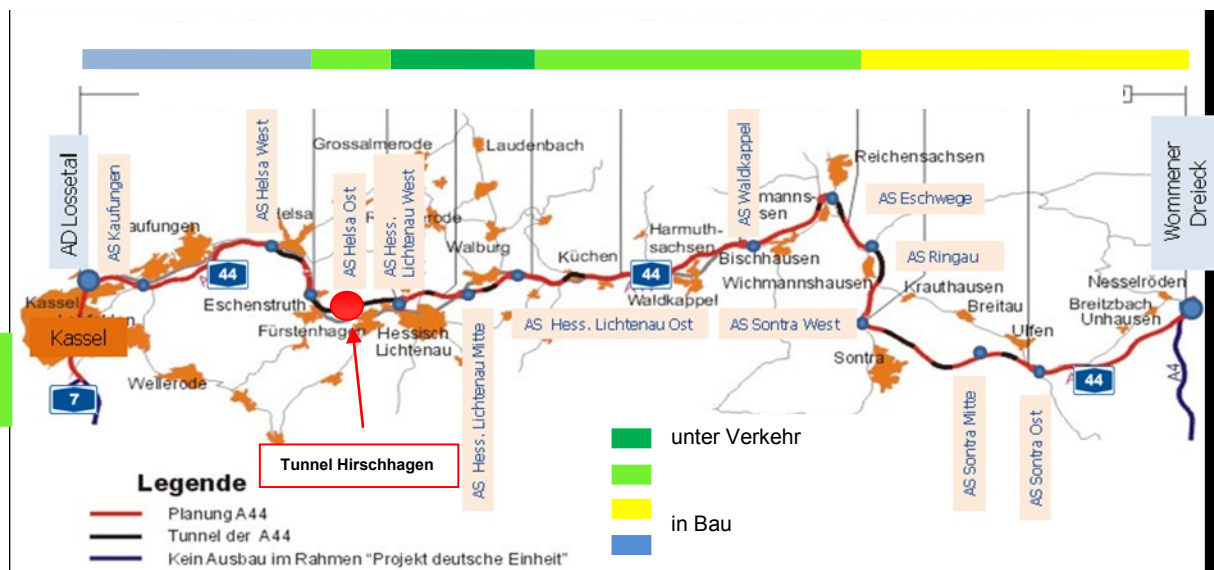 AD Lossetal
AS Kaufungen
AS Helsa West
Grossalmerode
Laudenbach
AS Helsa Ost
AS Hess.
Lichtenau West
AS Waldkappel
Reichensachsen
Wommener
Dreieck
AS Eschwege
Walburg
Harmuth-
sachsen
Küchen
Bischhausen
AS Ringau
44
44
Eschenstruth
Wichmannshausen
Krauthausen
Nesselröden
Kassel
Waldkappel
Breitau
Breitzbach
Unhausen
Fürstenhagen
Hessisch
Lichtenau
AS Hess. Lichtenau Ost
AS Sontra West
Ulfen
Kassel
Sontra
Wellerode
7
44
A4
AS Hess. Lichtenau Mitte
AS Sontra Mitte
AS Sontra Ost
Tunnel Hirschhagen
unter Verkehr
in Bau
Legende
Planung A44
Tunnel der A44
Kein Ausbau im Rahmen "Projekt deutsche Einheit"